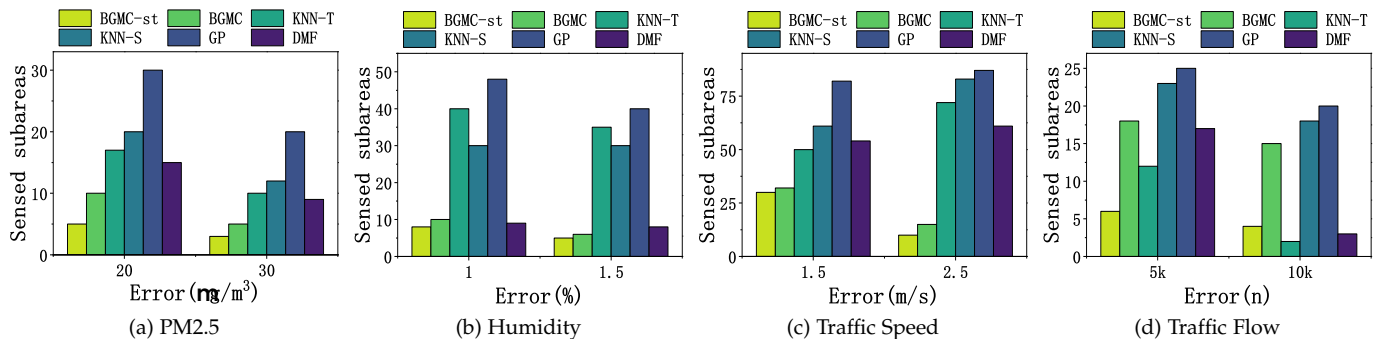 BGMC-st BGMC KNN-T
KNN-S GP DMF
Sensed subareas
30
20
10
0
20 30
Error(mg/m³)
(a) PM2.5
BGMC-st BGMC KNN-T
KNN-S GP DMF
Sensed subareas
50
40
30
20
10
0
1 1.5
Error(%)
(b) Humidity
BGMC-st BGMC KNN-T
KNN-S GP DMF
Sensed subareas
75
50
25
0
1.5 2.5
Error(m/s)
(c) Traffic Speed
BGMC-st BGMC KNN-T
KNN-S GP DMF
Sensed subareas
25
20
15
10
5
0
5k 10k
Error(n)
(d) Traffic Flow